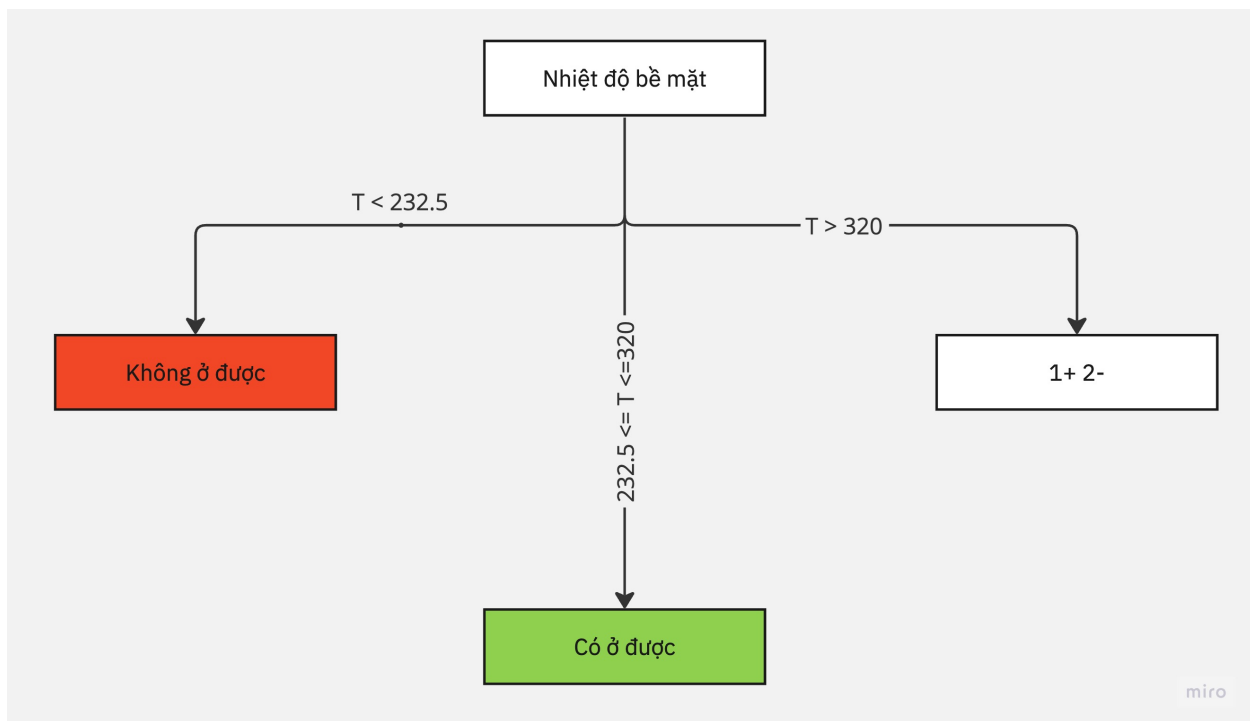 Nhiệt độ bề mặt
T < 232.5
T > 320
232.5 <= T <=320
Không ở được
1+ 2-
Có ở được
miro